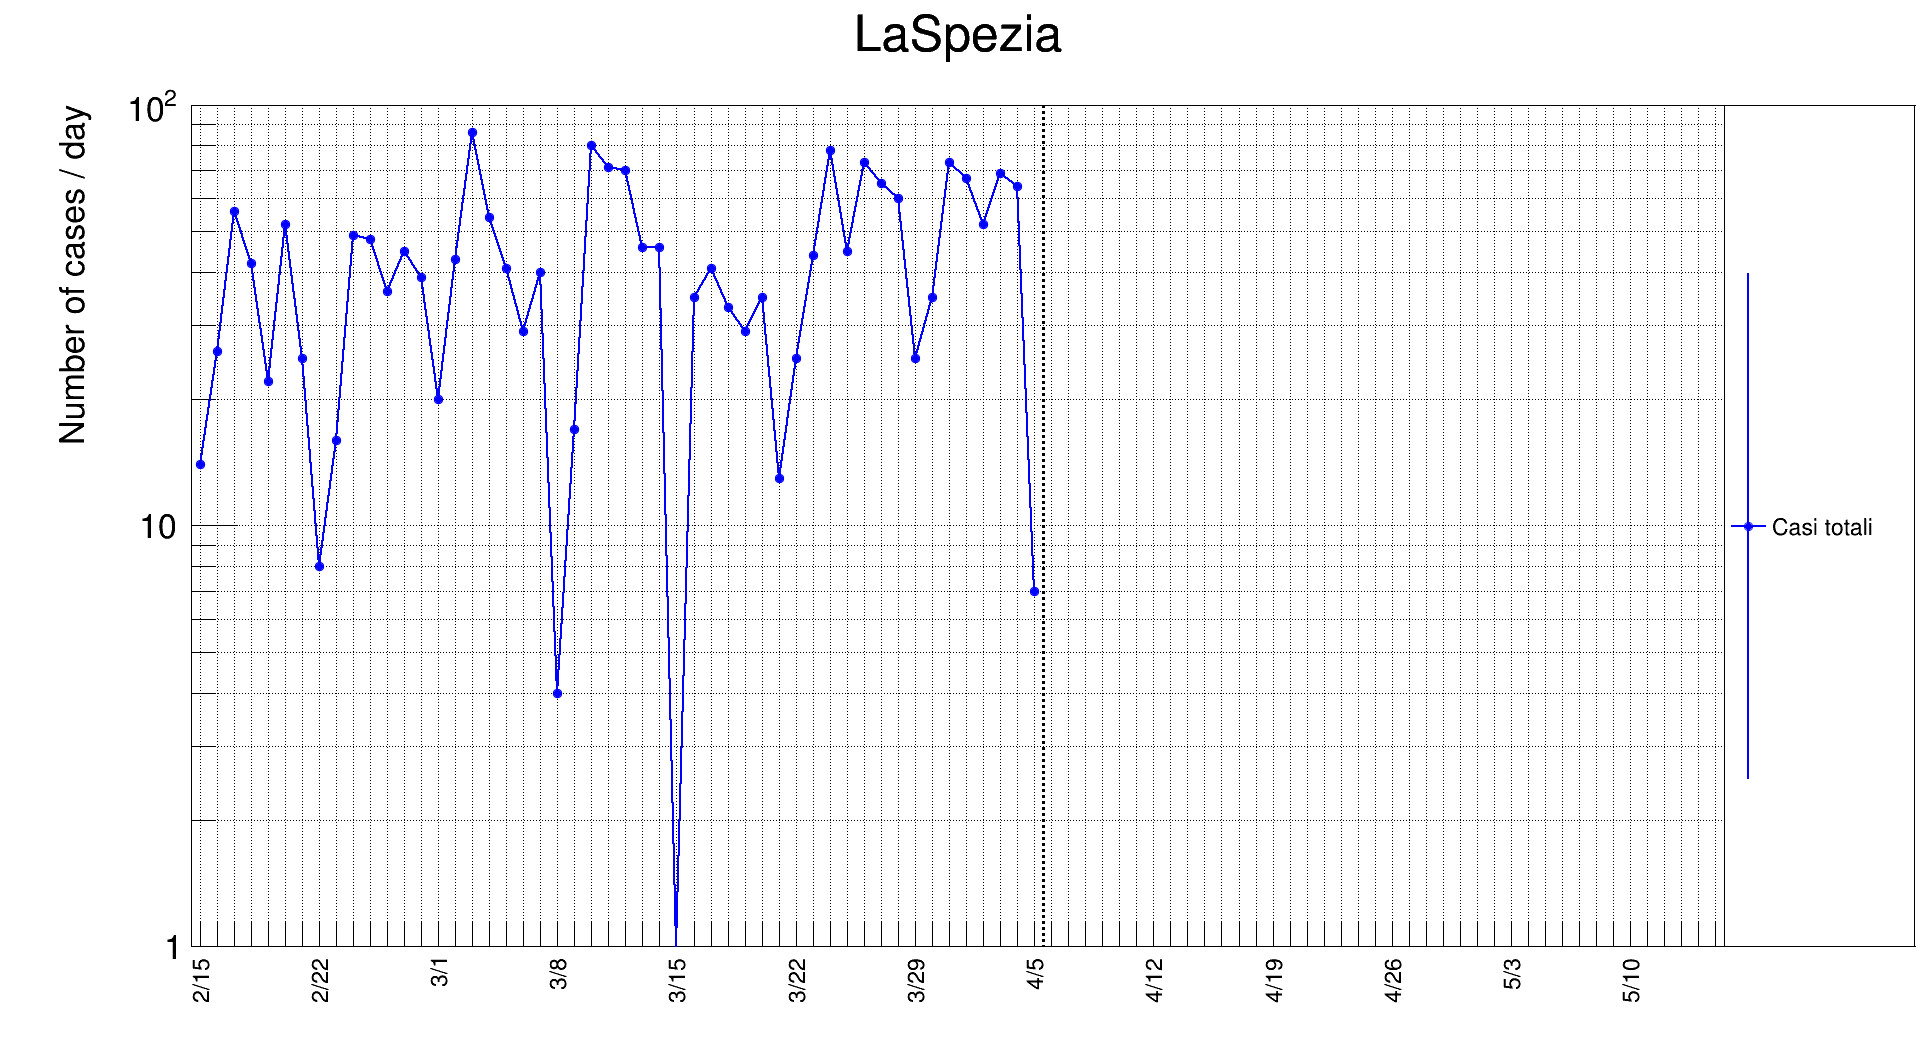 LaSpezia
Number of cases / day
10²
10
1
2/15 2/22 3/1 3/8 3/15 3/22 3/29 4/5 4/12 4/19 4/26 5/3 5/10
Casi totali